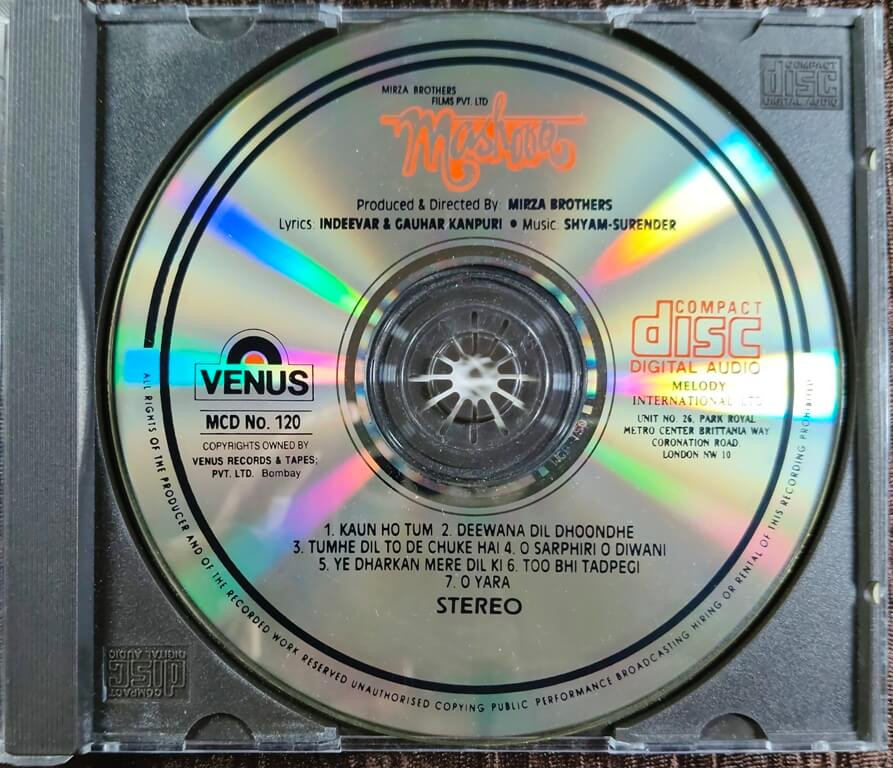 MIRZA BROTHERS
FILMS PVT. LTD
Mashooq
Produced & Directed By: MIRZA BROTHERS
Lyrics: INDEEVAR & GAUHAR KANPURI • Music: SHYAM-SURENDER
VENUS
MCD No. 120
COPYRIGHTS OWNED BY
VENUS RECORDS & TAPES;
PVT. LTD. Bombay
COMPACT
disc
DIGITAL AUDIO
MELODY
INTERNATIONAL LTD
UNIT NO. 26, PARK ROYAL
METRO CENTER BRITTANIA WAY
CORONATION ROAD,
LONDON NW 10
1. KAUN HO TUM 2. DEEWANA DIL DHOONDHE
3. TUMHE DIL TO DE CHUKE HAI 4. O SARPHIRI O DIWANI
5. YE DHARKAN MERE DIL KI 6. TOO BHI TADPEGI
7. O YARA
STEREO
ALL RIGHTS OF THE PRODUCER AND OF THE RECORDED WORK RESERVED UNAUTHORISED COPYING PUBLIC PERFORMANCE BROADCASTING HIRING OR RENTAL OF THIS RECORDING PROHIBITED
COMPACT
disc
DIGITAL AUDIO
COMPACT
disc
DIGITAL AUDIO